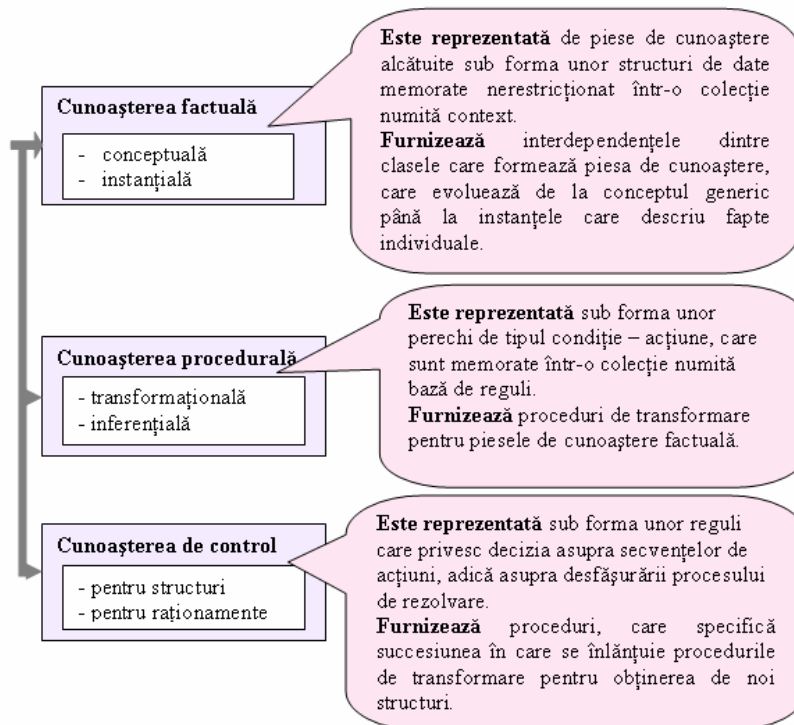 Cunoaşterea factuală
- conceptuală
- instanţială
Este reprezentată de piese de cunoaştere
alcătuite sub forma unor structuri de date
memorate nerestricţionat într-o colecţie
numită context.
Furnizează interdependenţele dintre
clasele care formează piesa de cunoaştere,
care evoluează de la conceptul generic
până la instanţele care descriu fapte
individuale.
Cunoaşterea procedurală
- transformaţională
- inferenţială
Este reprezentată sub forma unor
perechi de tipul condiţie – acţiune, care
sunt memorate într-o colecţie numită
bază de reguli.
Furnizează proceduri de transformare
pentru piesele de cunoaştere factuală.
Cunoaşterea de control
- pentru structuri
- pentru raţionamente
Este reprezentată sub forma unor reguli
care privesc decizia asupra secvenţelor de
acţiuni, adică asupra desfăşurării procesului
de rezolvare.
Furnizează proceduri, care specifică
succesiunea în care se înlănţuie procedurile
de transformare pentru obţinerea de noi
structuri.